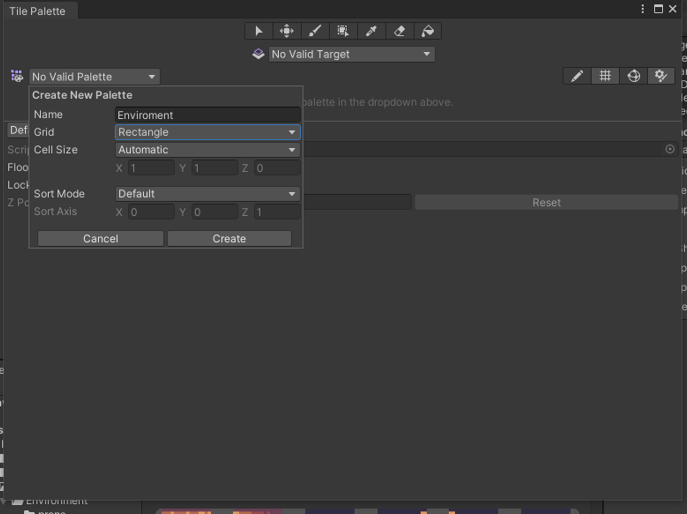 Tile Palette
No Valid Target
No Valid Palette
Create New Palette
palette in the dropdown above.
Name Enviroment
Def
Grid Rectangle
Scrip
Cell Size Automatic
Floo
X 1 Y 1 Z 0
Lock
Sort Mode Default
Z Po
Sort Axis X 0 Y 0 Z 1
Reset
Cancel Create
Environment